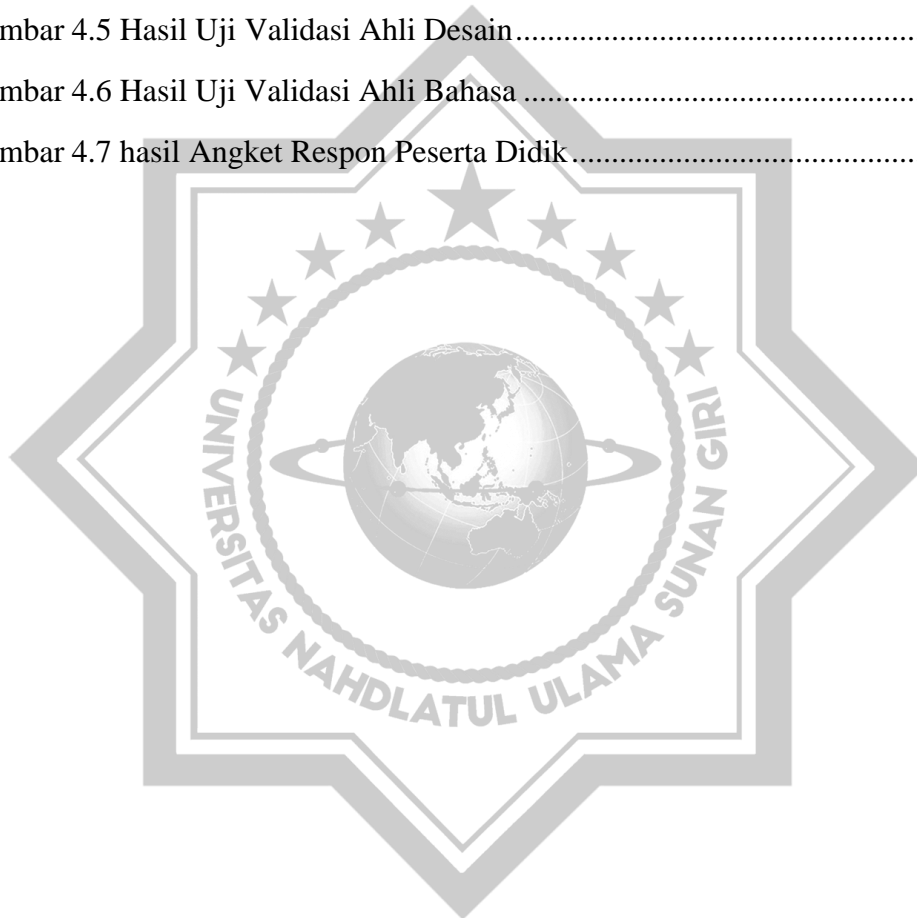 mbar 4.5 Hasil Uji Validasi Ahli Desain.................................................
mbar 4.6 Hasil Uji Validasi Ahli Bahasa ................................................
mbar 4.7 hasil Angket Respon Peserta Didik..........................................
UNIVERSITAS NAHDLATUL ULAMA SUNAN GIRI